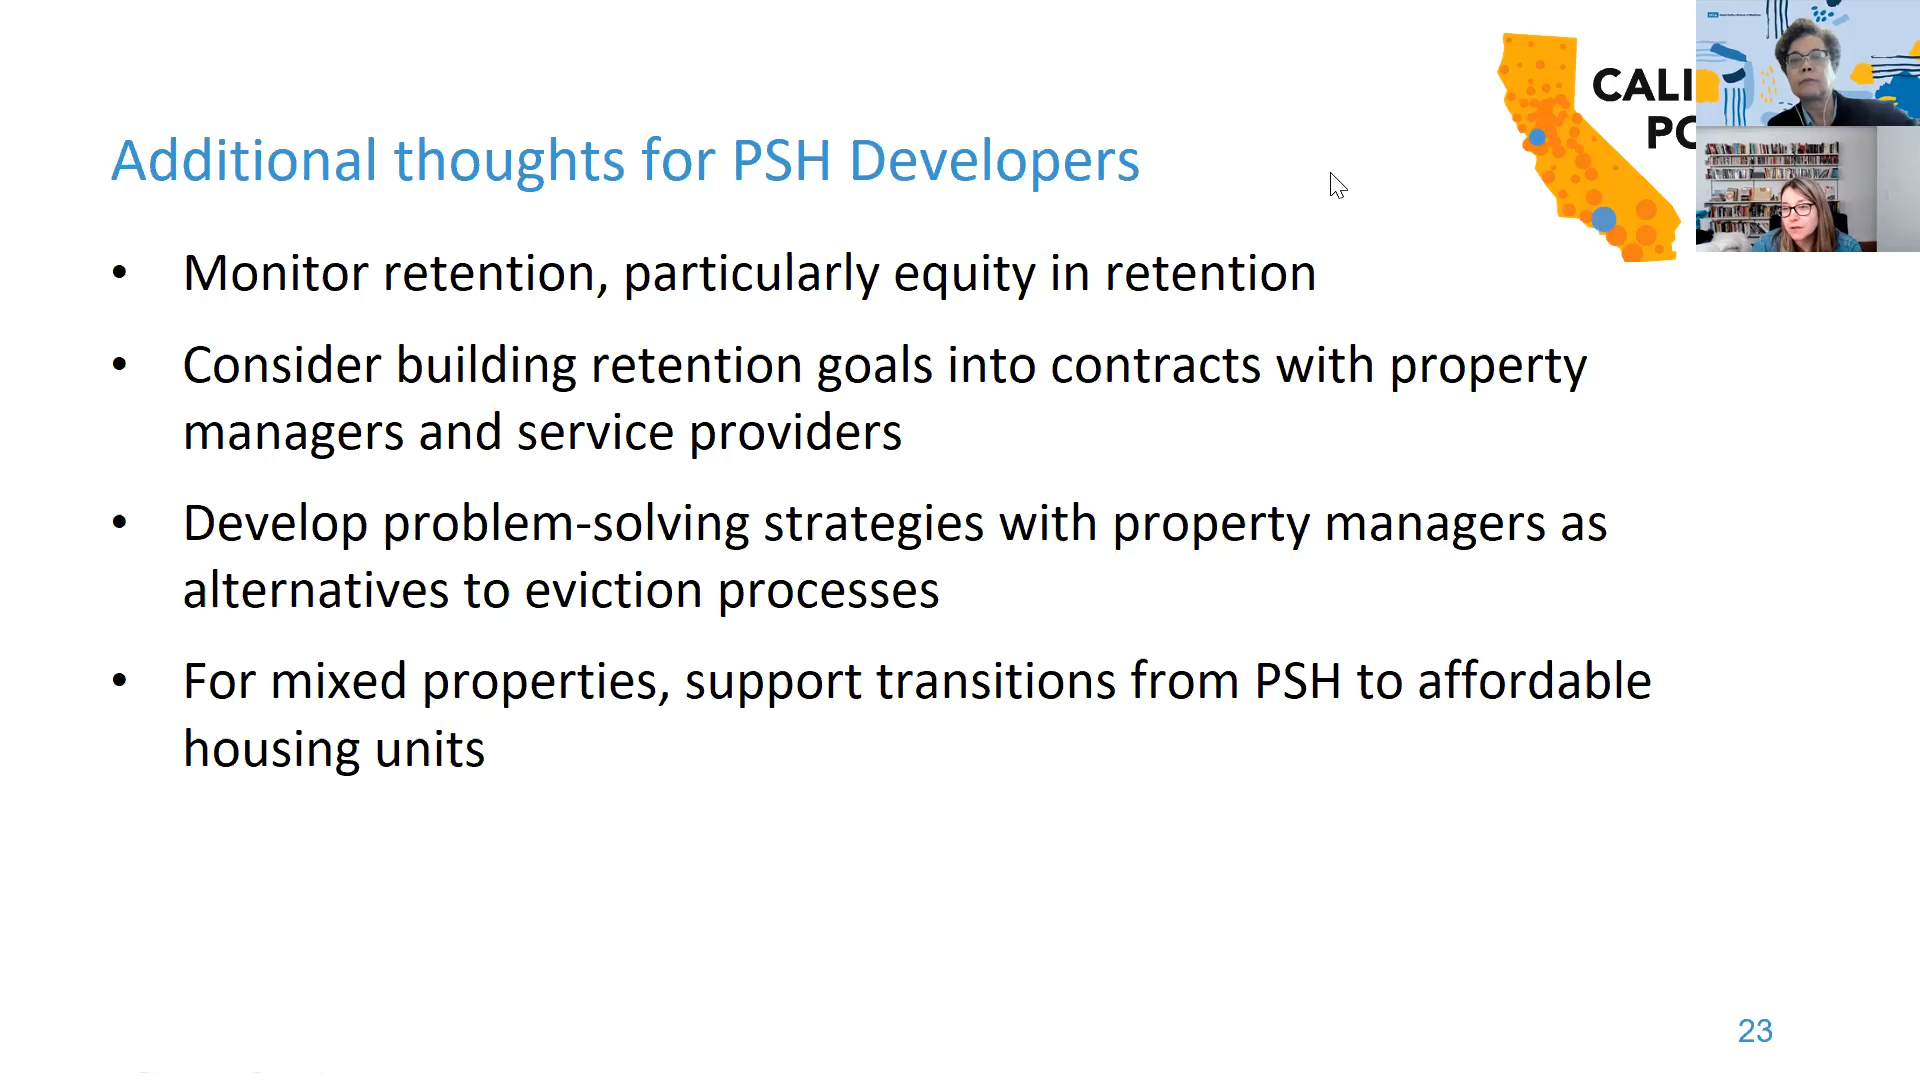 CALI
PO
Additional thoughts for PSH Developers
• Monitor retention, particularly equity in retention
• Consider building retention goals into contracts with property
managers and service providers
• Develop problem-solving strategies with property managers as
alternatives to eviction processes
• For mixed properties, support transitions from PSH to affordable
housing units
23